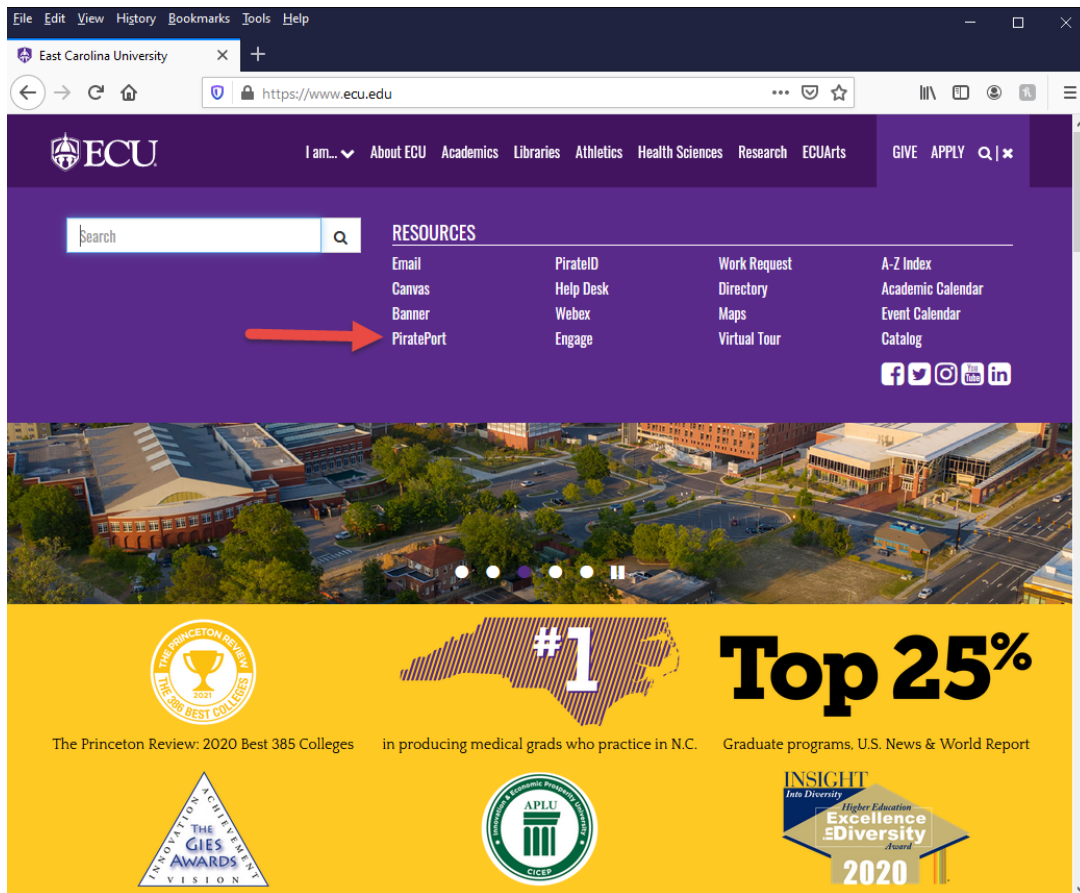 File Edit View History Bookmarks Tools Help
East Carolina University
https://www.ecu.edu
ECU
I am... About ECU Academics Libraries Athletics Health Sciences Research ECUArts GIVE APPLY
Search
RESOURCES
Email PirateID Work Request A-Z Index
Canvas Help Desk Directory Academic Calendar
Banner Webex Maps Event Calendar
PiratePort Engage Virtual Tour Catalog
You Tube
THE PRINCETON REVIEW
2021
THE 386 BEST COLLEGES
#1
Top 25%
The Princeton Review: 2020 Best 385 Colleges in producing medical grads who practice in N.C. Graduate programs, U.S. News & World Report
INNOVATION ACHIEVEMENT
THE
GIES
AWARDS
VISION
Innovation & Economic Prosperity University
APLU
CICEP
INSIGHT
Into Diversity
Higher Education
Excellence
IN Diversity
Award
2020